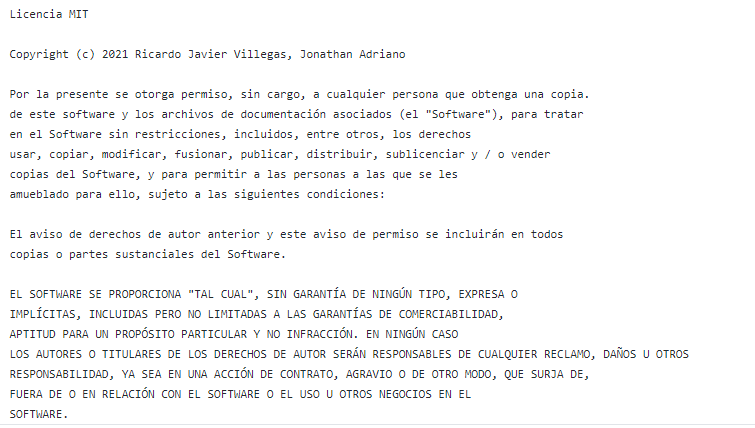 Licencia MIT
Copyright (c) 2021 Ricardo Javier Villegas, Jonathan Adriano
Por la presente se otorga permiso, sin cargo, a cualquier persona que obtenga una copia.
de este software y los archivos de documentación asociados (el "Software"), para tratar
en el Software sin restricciones, incluidos, entre otros, los derechos
usar, copiar, modificar, fusionar, publicar, distribuir, sublicenciar y / o vender
copias del Software, y para permitir a las personas a las que se les
amueblado para ello, sujeto a las siguientes condiciones:
El aviso de derechos de autor anterior y este aviso de permiso se incluirán en todos
copias o partes sustanciales del Software.
EL SOFTWARE SE PROPORCIONA "TAL CUAL", SIN GARANTÍA DE NINGÚN TIPO, EXPRESA O
IMPLÍCITAS, INCLUIDAS PERO NO LIMITADAS A LAS GARANTÍAS DE COMERCIABILIDAD,
APTITUD PARA UN PROPÓSITO PARTICULAR Y NO INFRACCIÓN. EN NINGÚN CASO
LOS AUTORES O TITULARES DE LOS DERECHOS DE AUTOR SERÁN RESPONSABLES DE CUALQUIER RECLAMO, DAÑOS U OTROS
RESPONSABILIDAD, YA SEA EN UNA ACCIÓN DE CONTRATO, AGRAVIO O DE OTRO MODO, QUE SURJA DE,
FUERA DE O EN RELACIÓN CON EL SOFTWARE O EL USO U OTROS NEGOCIOS EN EL
SOFTWARE.